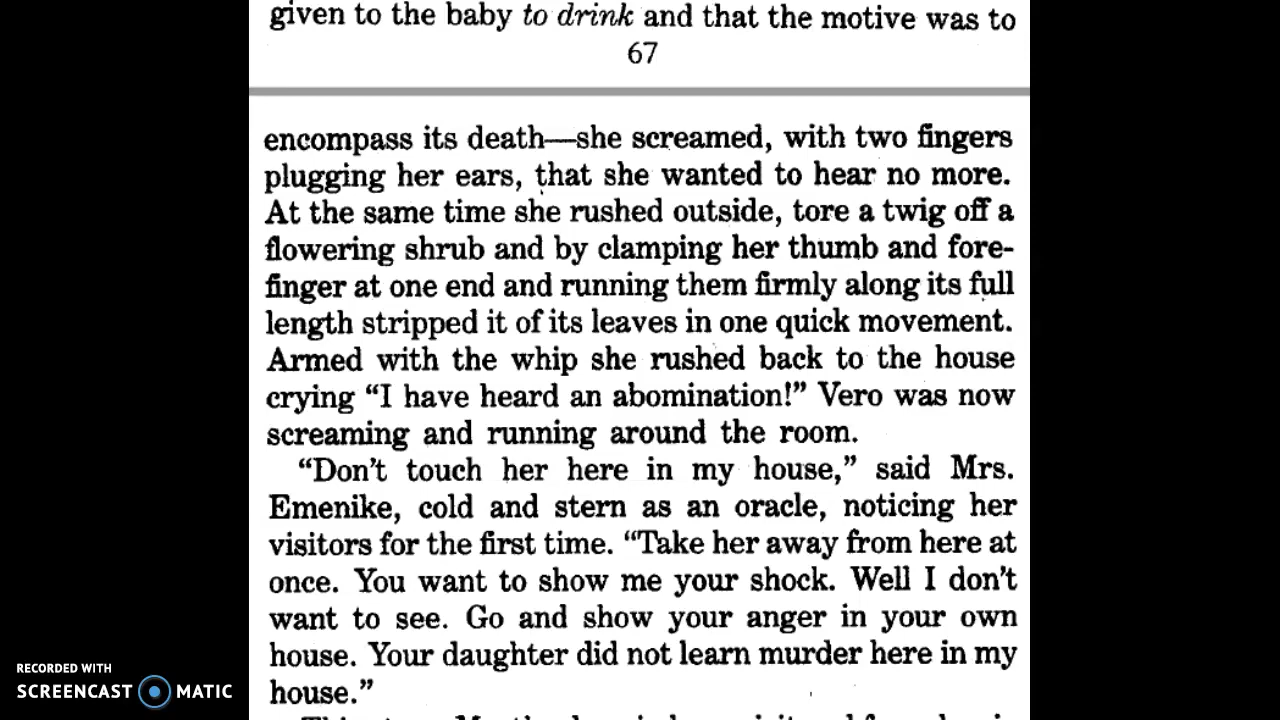 given to the baby to drink and that the motive was to
67
encompass its death—she screamed, with two fingers
plugging her ears, that she wanted to hear no more.
At the same time she rushed outside, tore a twig off a
flowering shrub and by clamping her thumb and fore-
finger at one end and running them firmly along its full
length stripped it of its leaves in one quick movement.
Armed with the whip she rushed back to the house
crying “I have heard an abomination!” Vero was now
screaming and running around the room.
“Don’t touch her here in my house,” said Mrs.
Emenike, cold and stern as an oracle, noticing her
visitors for the first time. “Take her away from here at
once. You want to show me your shock. Well I don’t
want to see. Go and show your anger in your own
house. Your daughter did not learn murder here in my
house.”
RECORDED WITH
SCREENCAST MATIC